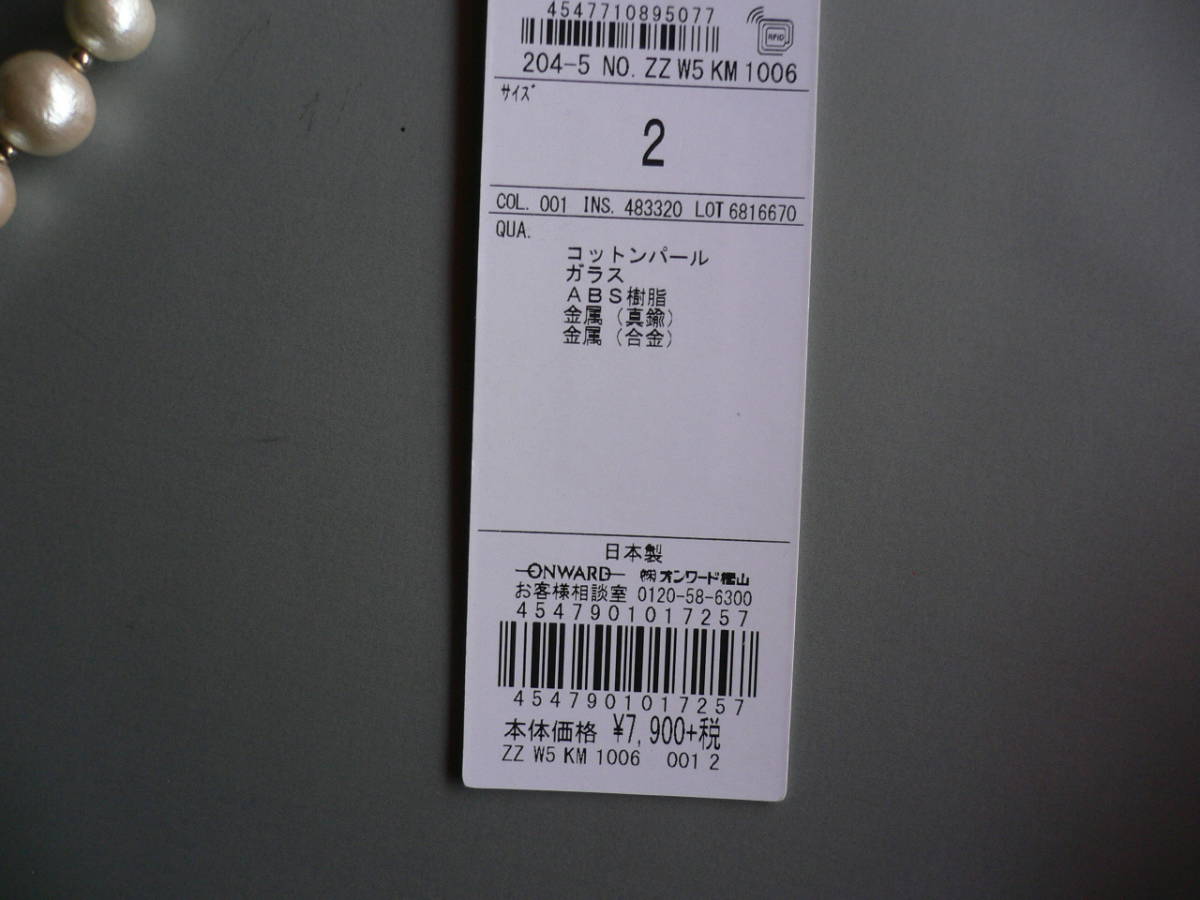 4547710895077
RFID
204-5 NO. ZZ W5 KM 1006
サイズ
2
COL. 001 INS. 483320 LOT 6816670
QUA.
コットンパール
ガラス
ABS樹脂
金属（真鍮）
金属（合金）
日本製
ONWARD ㈱オンワード樫山
お客様相談室 0120-58-6300
4547901017257
4547901017257
本体価格 ¥7,900+税
ZZ W5 KM 1006 001 2